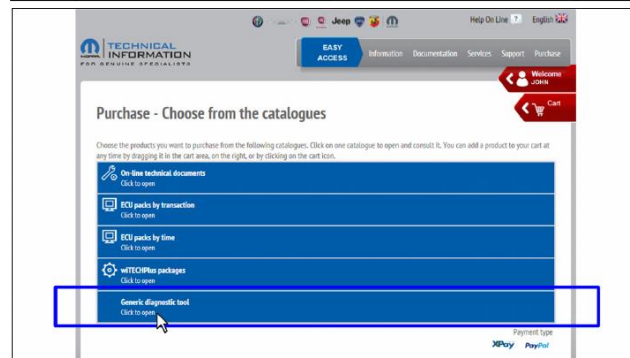 Jeep
Help On Line ? English
mopar
TECHNICAL
INFORMATION
FOR GENUINE SPECIALISTS
EASY
ACCESS
Information Documentation Services Support Purchase
Welcome
JOHN
Cart
Purchase - Choose from the catalogues
Choose the products you want to purchase from the following catalogues. Click on one catalogue to open and consult it. You can add a product to your cart at
any time by dragging it in the cart area, on the right, or by clicking on the cart icon.
On-line technical documents
Click to open
ECU packs by transaction
Click to open
ECU packs by time
Click to open
wiTECHPlus packages
Click to open
Generic diagnostic tool
Click to open
Payment type
XPay PayPal